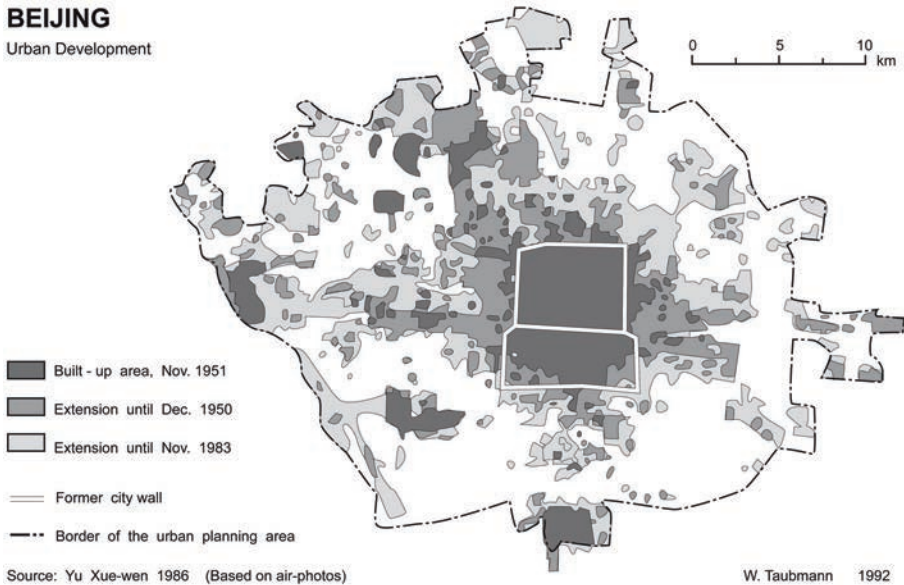 BEIJING
Urban Development
0 5 10
km
Built - up area, Nov. 1951
Extension until Dec. 1950
Extension until Nov. 1983
Former city wall
Border of the urban planning area
Source: Yu Xue-wen 1986 (Based on air-photos)
W. Taubmann 1992